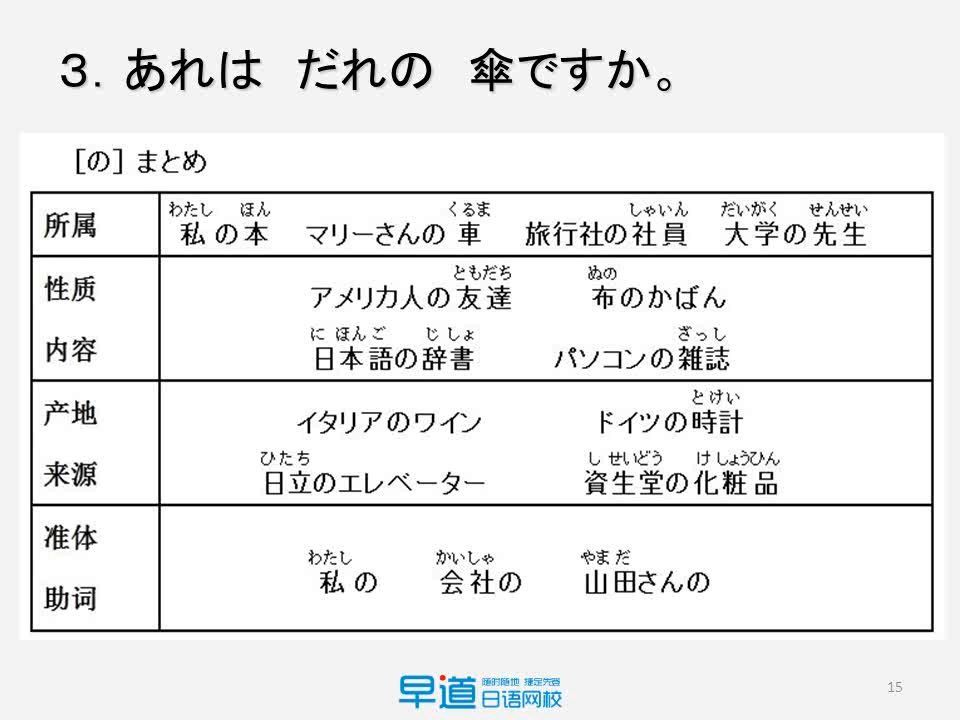 ３．あれは　だれの　傘ですか。
［の］まとめ
わたし　ほん　くるま　しゃいん　だいがく　せんせい
所属　私の本　マリーさんの車　旅行社の社員　大学の先生
ともだち　ぬの
性质　アメリカ人の友達　布のかばん
にほんご　じしょ　ざっし
内容　日本語の辞書　パソコンの雑誌
とけい
产地　イタリアのワイン　ドイツの時計
ひたち　しせいどう　けしょうひん
来源　日立のエレベーター　資生堂の化粧品
准体
わたし　かいしゃ　やまだ
私の　会社の　山田さんの
助词
早道 随时随地 捷足先登
日语网校
15